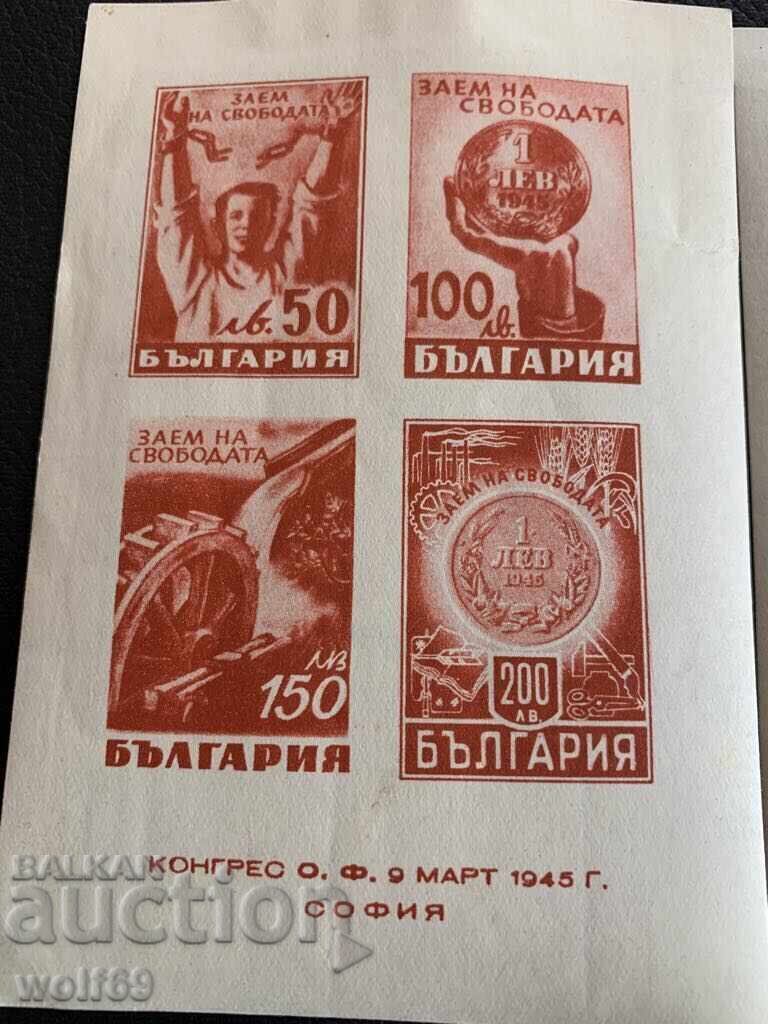 ЗАЕМ
НА СВОБОДАТА
лв. 50
БЪЛГАРИЯ
ЗАЕМ НА
СВОБОДАТА
1
ЛЕВ
1945
100
лв.
БЪЛГАРИЯ
ЗАЕМ НА
СВОБОДАТА
лв
150
БЪЛГАРИЯ
ЗАЕМ НА СВОБОДАТА
1
ЛЕВ
1945
200
ЛВ.
БЪЛГАРИЯ
КОНГРЕС О. Ф. 9 МАРТ 1945 Г.
СОФИЯ
BALKAN
auction
wolf69